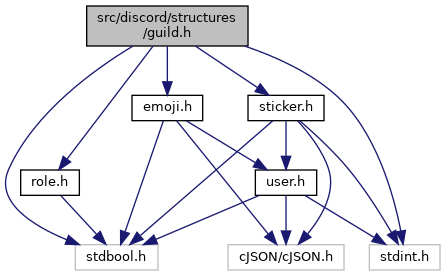 src/discord/structures
/guild.h
emoji.h
sticker.h
role.h
user.h
stdbool.h
cJSON/cJSON.h
stdint.h